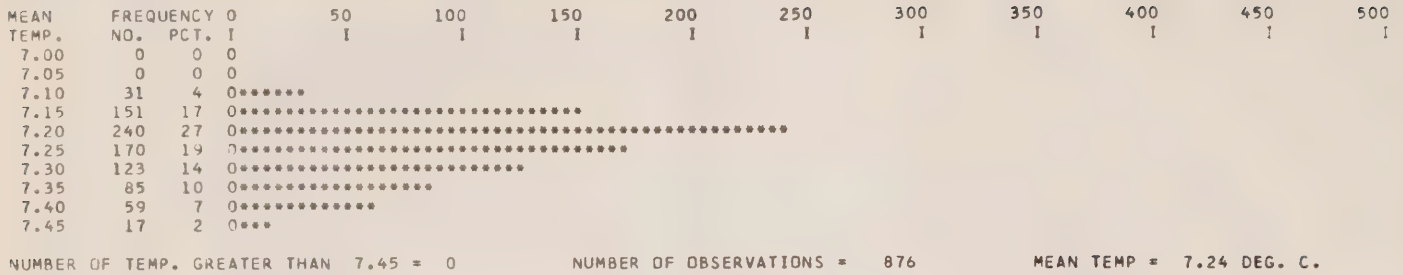 MEAN FREQUENCY 0 50 100 150 200 250 300 350 400 450 500
TEMP. NO. PCT. I I I I I I I I I I I
7.00 0 0 0
7.05 0 0 0
7.10 31 4 0******
7.15 151 17 0******************************
7.20 240 27 0************************************************
7.25 170 19 0**********************************
7.30 123 14 0*************************
7.35 85 10 0*****************
7.40 59 7 0************
7.45 17 2 0***
NUMBER OF TEMP. GREATER THAN 7.45 = 0 NUMBER OF OBSERVATIONS = 876 MEAN TEMP = 7.24 DEG. C.